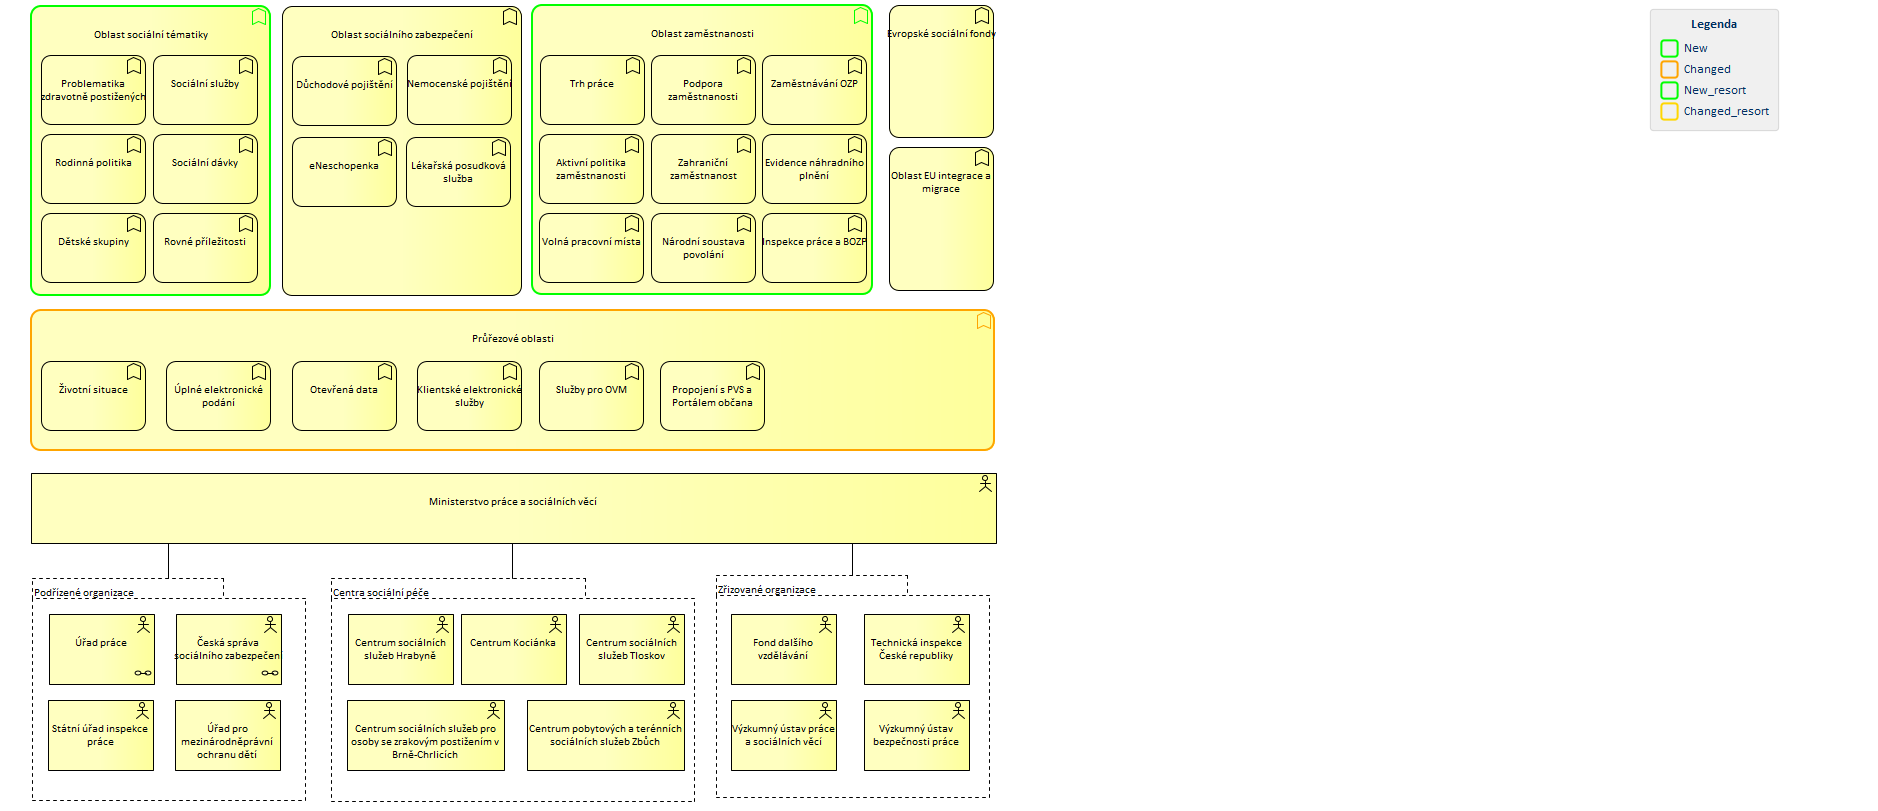 Oblast sociální tématiky
Problematika
zdravotně postižených
Sociální služby
Rodinná politika
Sociální dávky
Dětské skupiny
Rovné příležitosti
Oblast sociálního zabezpečení
Důchodové pojištění
Nemocenské pojištění
eNeschopenka
Lékařská posudková
služba
Oblast zaměstnanosti
Trh práce
Podpora
zaměstnanosti
Zaměstnávání OZP
Aktivní politika
zaměstnanosti
Zahraniční
zaměstnanost
Evidence náhradního
plnění
Volná pracovní místa
Národní soustava
povolání
Inspekce práce a BOZP
Evropské sociální fondy
Oblast EU integrace a
migrace
Legenda
New
Changed
New_resort
Changed_resort
Průřezové oblasti
Životní situace
Úplné elektronické
podání
Otevřená data
Klientské elektronické
služby
Služby pro OVM
Propojení s PVS a
Portálem občana
Ministerstvo práce a sociálních věcí
Podřízené organizace
Úřad práce
Česká správa
sociálního zabezpečení
Státní úřad inspekce
práce
Úřad pro
mezinárodněprávní
ochranu dětí
Centra sociální péče
Centrum sociálních
služeb Hrabyně
Centrum Kociánka
Centrum sociálních
služeb Tloskov
Centrum sociálních služeb pro
osoby se zrakovým postižením v
Brně-Chrlicích
Centrum pobytových a terénních
sociálních služeb Zbůch
Zřizované organizace
Fond dalšího
vzdělávání
Technická inspekce
České republiky
Výzkumný ústav práce
a sociálních věcí
Výzkumný ústav
bezpečnosti práce